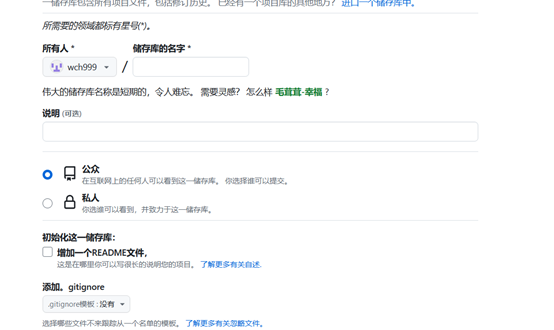 一储存库包含所有项目文件，包括修订历史。 已经有一个项目库的其他地方? 进口一个储存库中。
所需要的领域都标有星号(*)。
所有人 * 储存库的名字 *
wch999 /
伟大的储存库名称是短期的，令人难忘。 需要灵感? 怎么样 毛茸茸-幸福 ?
说明 (可选)
公众
在互联网上的任何人可以看到这一储存库。 你选择谁可以提交。
私人
你选谁可以看到，并致力于这一储存库。
初始化这一储存库：
增加一个README文件，
这是在哪里你可以写很长的说明您的项目。 了解更多有关自述.
添加。gitignore
.gitignore模板 : 没有
选择哪些文件不来跟踪从一个名单的模板。 了解更多有关忽略文件。